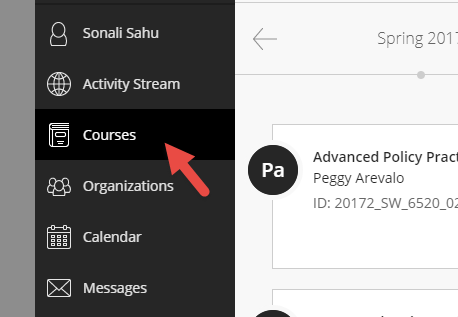 Sonali Sahu
Activity Stream
Courses
Organizations
Calendar
Messages
Spring 2017
Pa
Advanced Policy Pract
Peggy Arevalo
ID: 20172_SW_6520_02